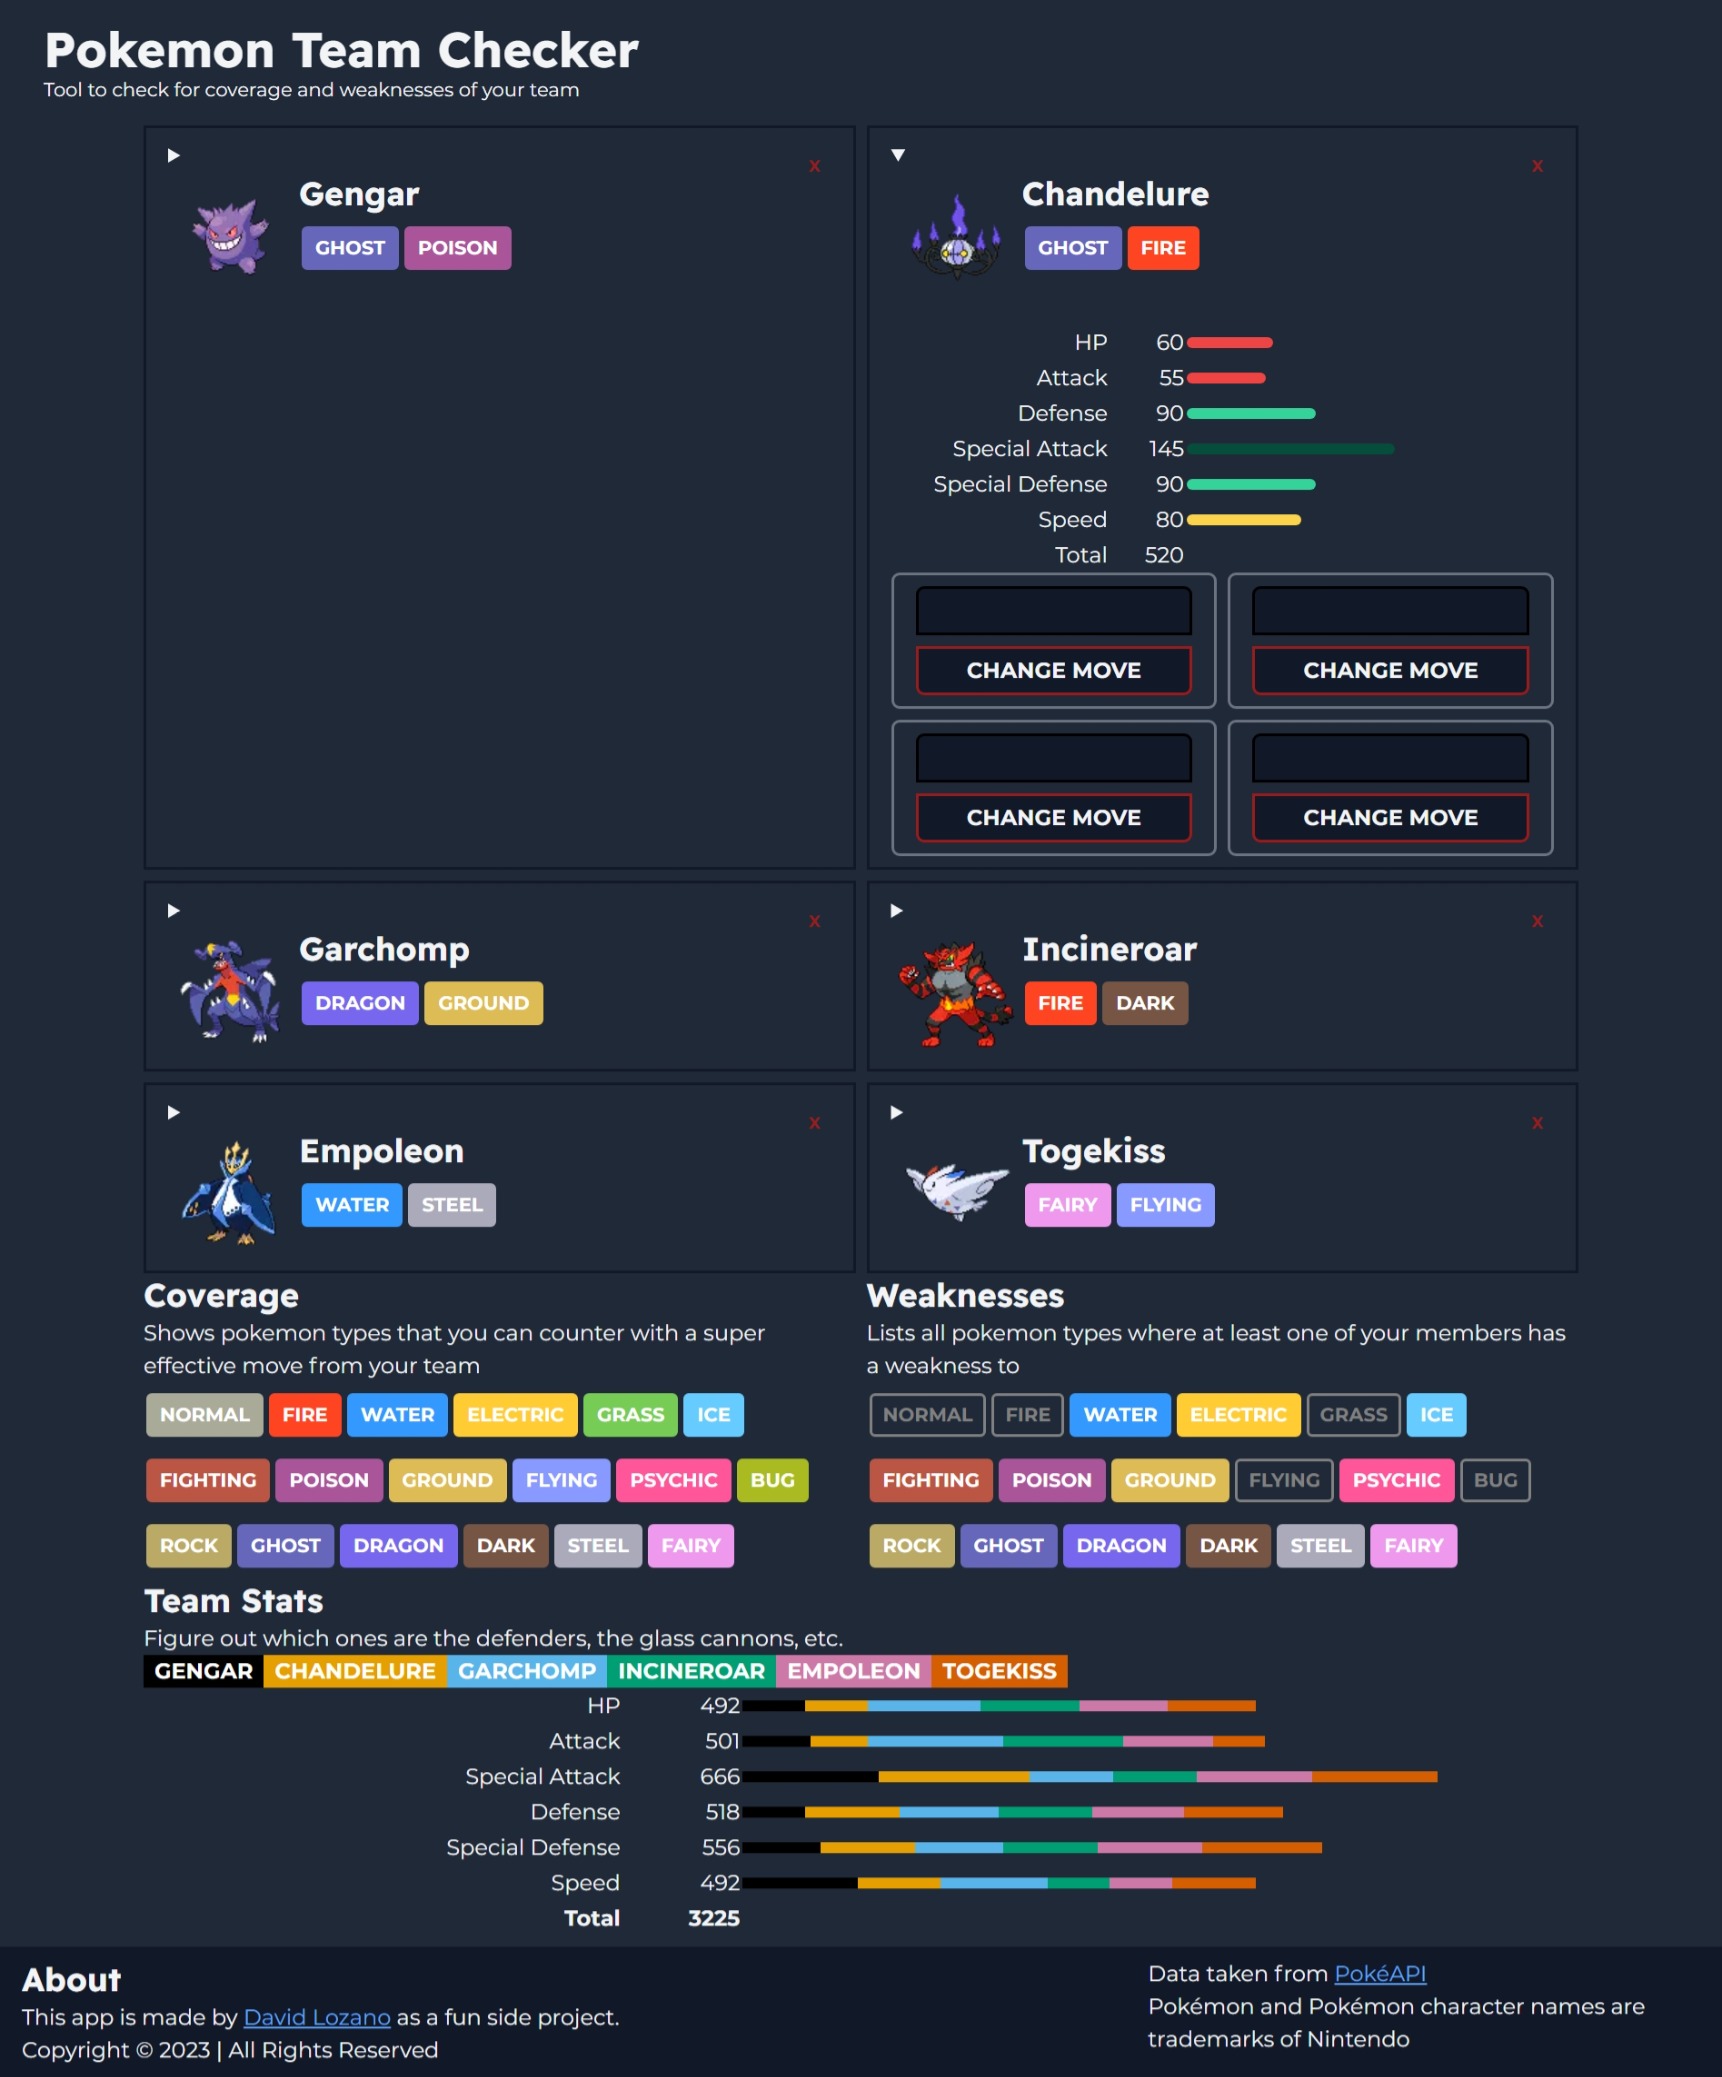 Pokemon Team Checker
Tool to check for coverage and weaknesses of your team
x
Gengar
GHOST POISON
x
Chandelure
GHOST FIRE
HP 60
Attack 55
Defense 90
Special Attack 145
Special Defense 90
Speed 80
Total 520
CHANGE MOVE CHANGE MOVE
CHANGE MOVE CHANGE MOVE
x
Garchomp
DRAGON GROUND
x
Incineroar
FIRE DARK
x
Empoleon
WATER STEEL
x
Togekiss
FAIRY FLYING
Coverage
Shows pokemon types that you can counter with a super
effective move from your team
NORMAL FIRE WATER ELECTRIC GRASS ICE
FIGHTING POISON GROUND FLYING PSYCHIC BUG
ROCK GHOST DRAGON DARK STEEL FAIRY
Weaknesses
Lists all pokemon types where at least one of your members has
a weakness to
NORMAL FIRE WATER ELECTRIC GRASS ICE
FIGHTING POISON GROUND FLYING PSYCHIC BUG
ROCK GHOST DRAGON DARK STEEL FAIRY
Team Stats
Figure out which ones are the defenders, the glass cannons, etc.
GENGAR CHANDELURE GARCHOMP INCINEROAR EMPOLEON TOGEKISS
HP 492
Attack 501
Special Attack 666
Defense 518
Special Defense 556
Speed 492
Total 3225
About
This app is made by David Lozano as a fun side project.
Copyright © 2023 | All Rights Reserved
Data taken from PokéAPI
Pokémon and Pokémon character names are
trademarks of Nintendo